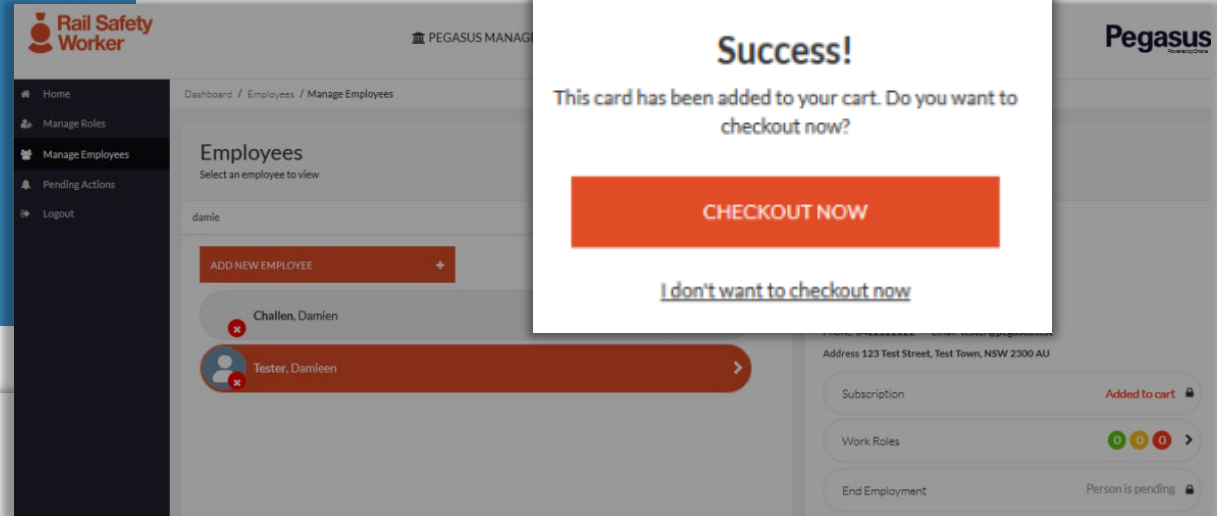 Rail Safety
Worker
PEGASUS MANAG
Pegasus
Success!
This card has been added to your cart. Do you want to
checkout now?
CHECKOUT NOW
I don't want to checkout now
Home
Manage Roles
Manage Employees
Pending Actions
Logout
Dashboard / Employees / Manage Employees
Employees
Select an employee to view
damie
ADD NEW EMPLOYEE +
Challen, Damien
Tester, Damieen
Address 123 Test Street, Test Town, NSW 2300 AU
Subscription Added to cart
Work Roles 0 0 0
End Employment Person is pending